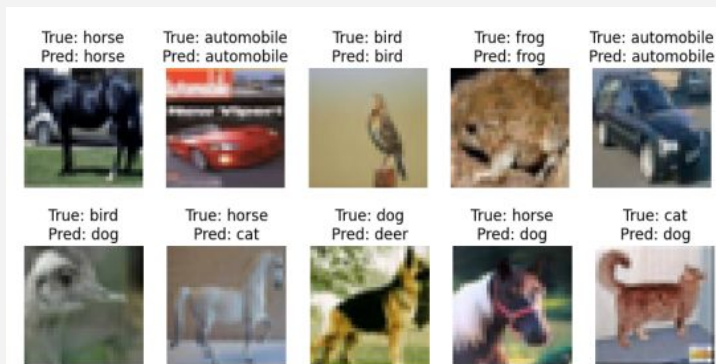 True: horse
Pred: horse
True: automobile
Pred: automobile
True: bird
Pred: bird
True: frog
Pred: frog
True: automobile
Pred: automobile
True: bird
Pred: dog
True: horse
Pred: cat
True: dog
Pred: deer
True: horse
Pred: dog
True: cat
Pred: dog